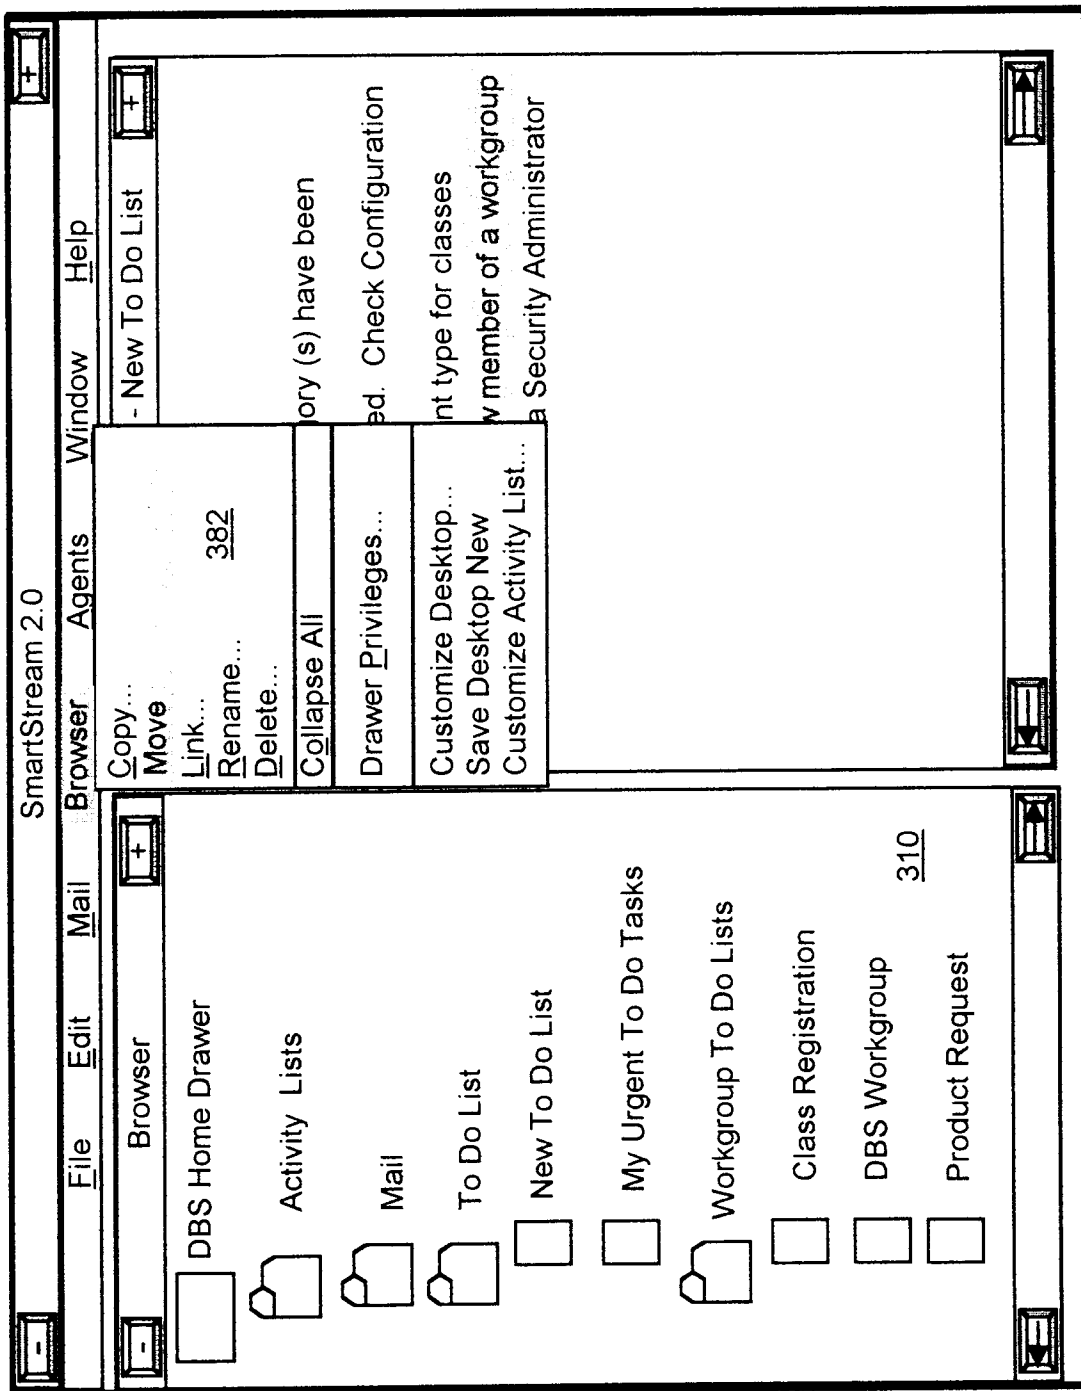 SmartStream 2.0
File Edit Mail Browser Agents Window Help
Browser
DBS Home Drawer
Activity Lists
Mail
To Do List
New To Do List
My Urgent To Do Tasks
Workgroup To Do Lists
Class Registration
DBS Workgroup
Product Request
310
Copy...
Move
Link...
Rename...
Delete...
382
Collapse All
Drawer Privileges...
Customize Desktop...
Save Desktop New
Customize Activity List...
- New To Do List
ory (s) have been
ed. Check Configuration
nt type for classes
w member of a workgroup
a Security Administrator